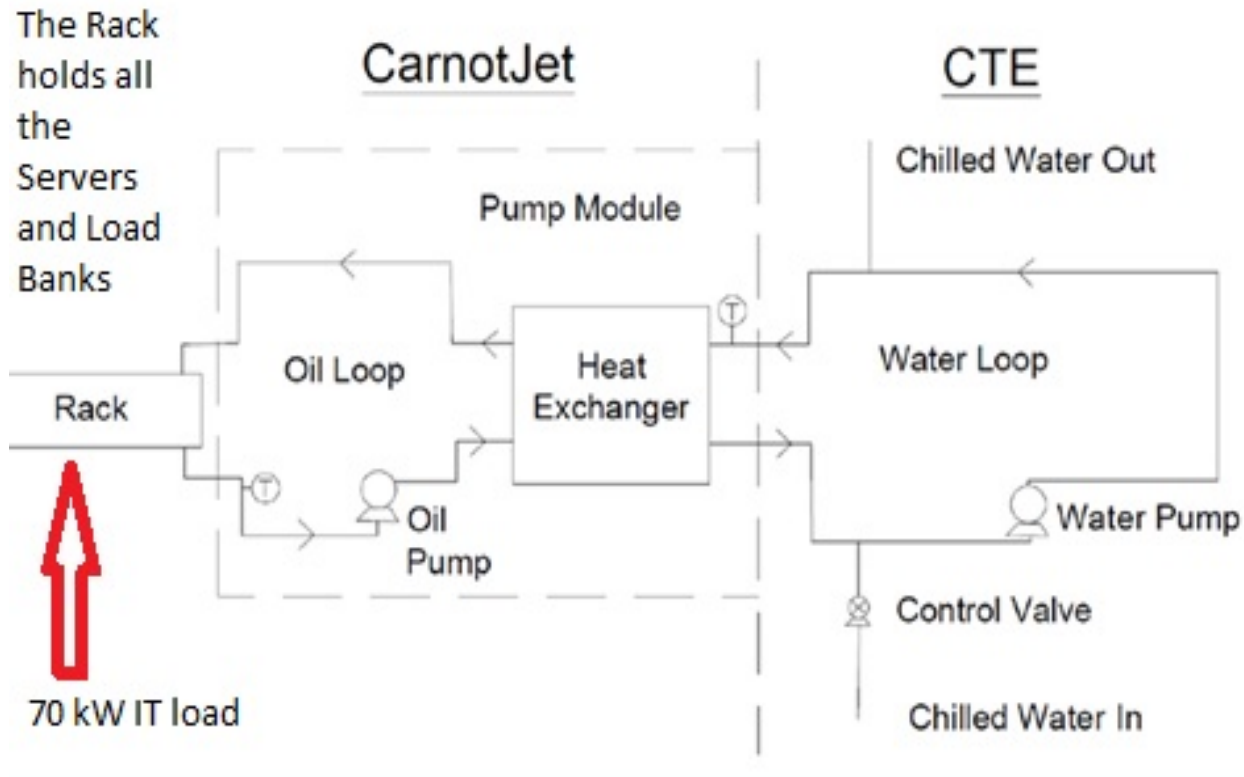 The Rack
holds all
the
Servers
and Load
Banks
CarnotJet
CTE
Chilled Water Out
Pump Module
T
Oil Loop
Heat
Exchanger
Water Loop
Rack
T
Oil
Pump
Water Pump
Control Valve
70 kW IT load
Chilled Water In